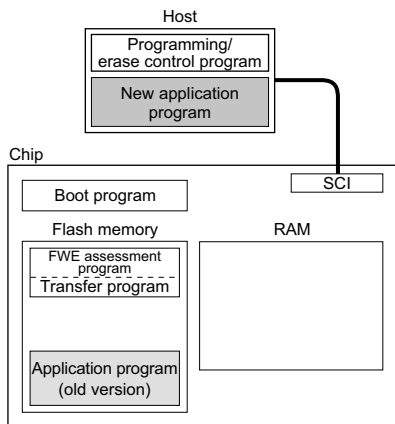 Host
Programming/
erase control program
New application
program
Chip
SCI
Boot program
Flash memory
RAM
FWE assessment
program
Transfer program
Application program
(old version)